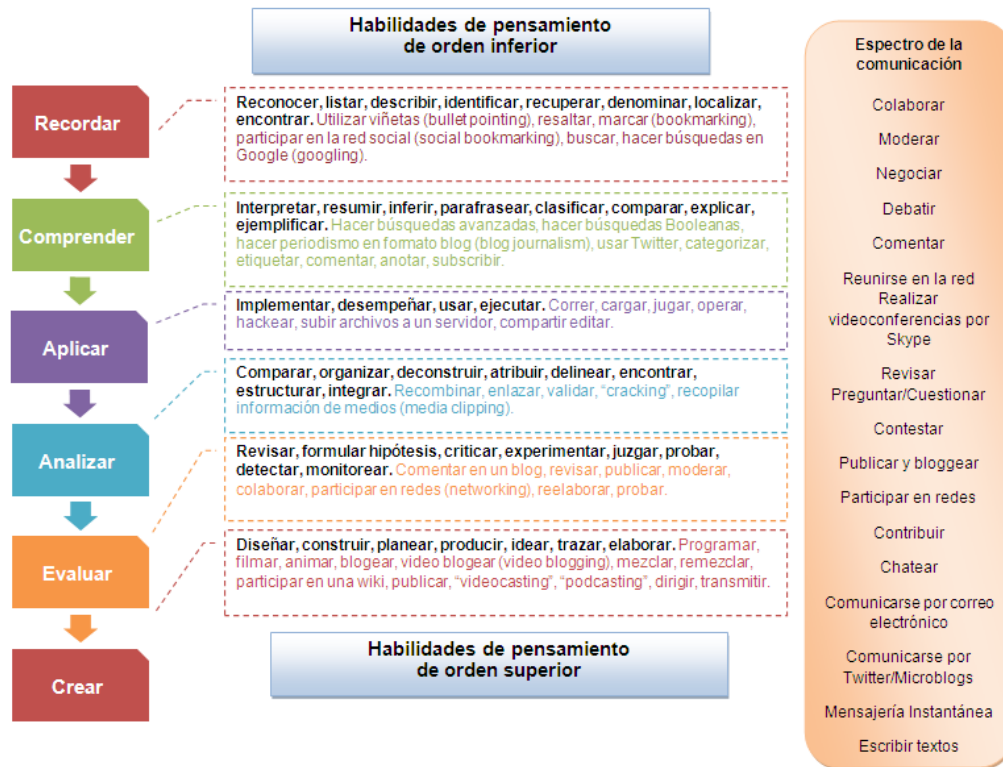 Habilidades de pensamiento
de orden inferior
Recordar
Reconocer, listar, describir, identificar, recuperar, denominar, localizar,
encontrar. Utilizar viñetas (bullet pointing), resaltar, marcar (bookmarking),
participar en la red social (social bookmarking), buscar, hacer búsquedas en
Google (googling).
Comprender
Interpretar, resumir, inferir, parafrasear, clasificar, comparar, explicar,
ejemplificar. Hacer búsquedas avanzadas, hacer búsquedas Booleanas,
hacer periodismo en formato blog (blog journalism), usar Twitter, categorizar,
etiquetar, comentar, anotar, subscribir.
Aplicar
Implementar, desempeñar, usar, ejecutar. Correr, cargar, jugar, operar,
hackear, subir archivos a un servidor, compartir editar.
Analizar
Comparar, organizar, deconstruir, atribuir, delinear, encontrar,
estructurar, integrar. Recombinar, enlazar, validar, “cracking”, recopilar
información de medios (media clipping).
Evaluar
Revisar, formular hipótesis, criticar, experimentar, juzgar, probar,
detectar, monitorear. Comentar en un blog, revisar, publicar, moderar,
colaborar, participar en redes (networking), reelaborar, probar.
Crear
Diseñar, construir, planear, producir, idear, trazar, elaborar. Programar,
filmar, animar, blogear, video blogear (video blogging), mezclar, remezclar,
participar en una wiki, publicar, “videocasting”, “podcasting”, dirigir, transmitir.
Habilidades de pensamiento
de orden superior
Espectro de la
comunicación
Colaborar
Moderar
Negociar
Debatir
Comentar
Reunirse en la red
Realizar
videoconferencias por
Skype
Revisar
Preguntar/Cuestionar
Contestar
Publicar y bloggear
Participar en redes
Contribuir
Chatear
Comunicarse por correo
electrónico
Comunicarse por
Twitter/Microblogs
Mensajería Instantánea
Escribir textos